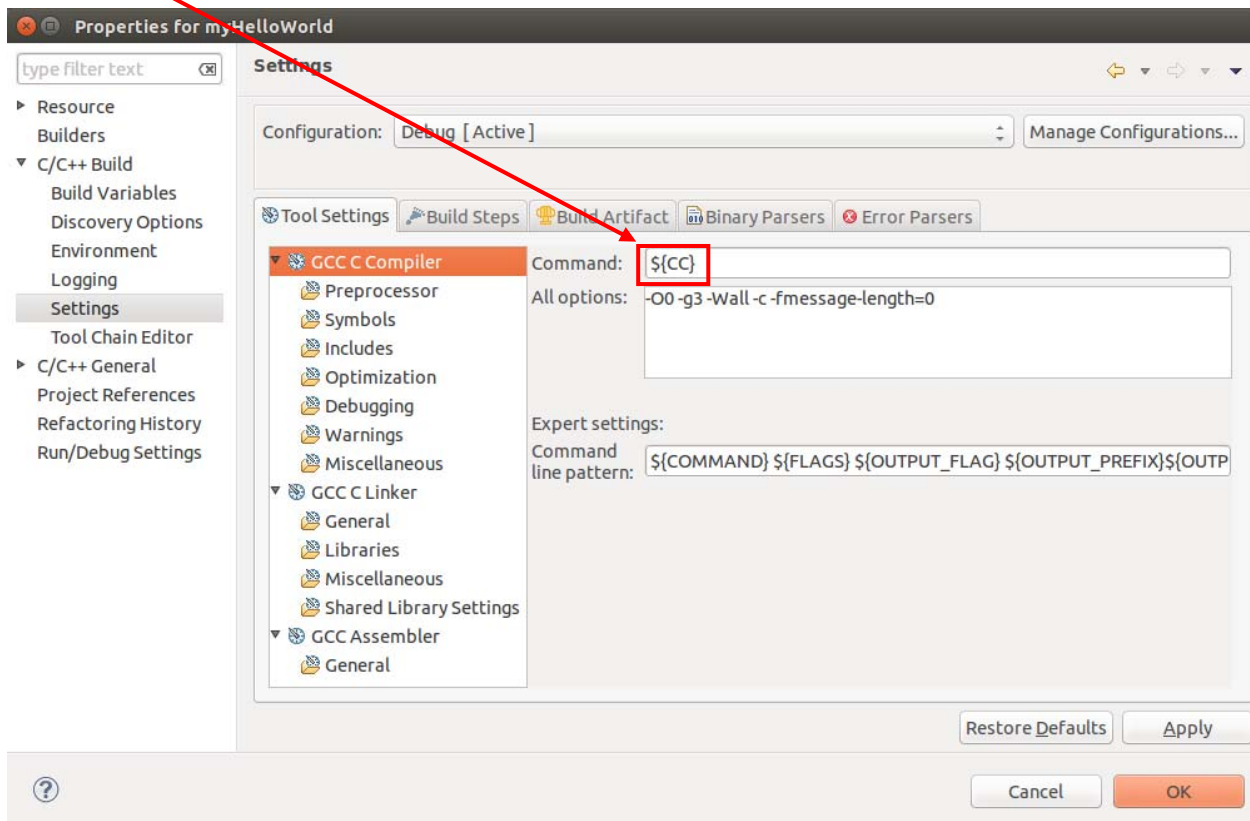 Properties for myHelloWorld
type filter text
Settings
Resource
Builders
C/C++ Build
Build Variables
Discovery Options
Environment
Logging
Settings
Tool Chain Editor
C/C++ General
Project References
Refactoring History
Run/Debug Settings
Configuration: Debug [ Active ]
Manage Configurations...
Tool Settings Build Steps Build Artifact Binary Parsers Error Parsers
GCC C Compiler
Preprocessor
Symbols
Includes
Optimization
Debugging
Warnings
Miscellaneous
GCC C Linker
General
Libraries
Miscellaneous
Shared Library Settings
GCC Assembler
General
Command: ${CC}
All options: -O0 -g3 -Wall -c -fmessage-length=0
Expert settings:
Command
line pattern: ${COMMAND} ${FLAGS} ${OUTPUT_FLAG} ${OUTPUT_PREFIX}${OUTP
Restore Defaults Apply
? Cancel OK